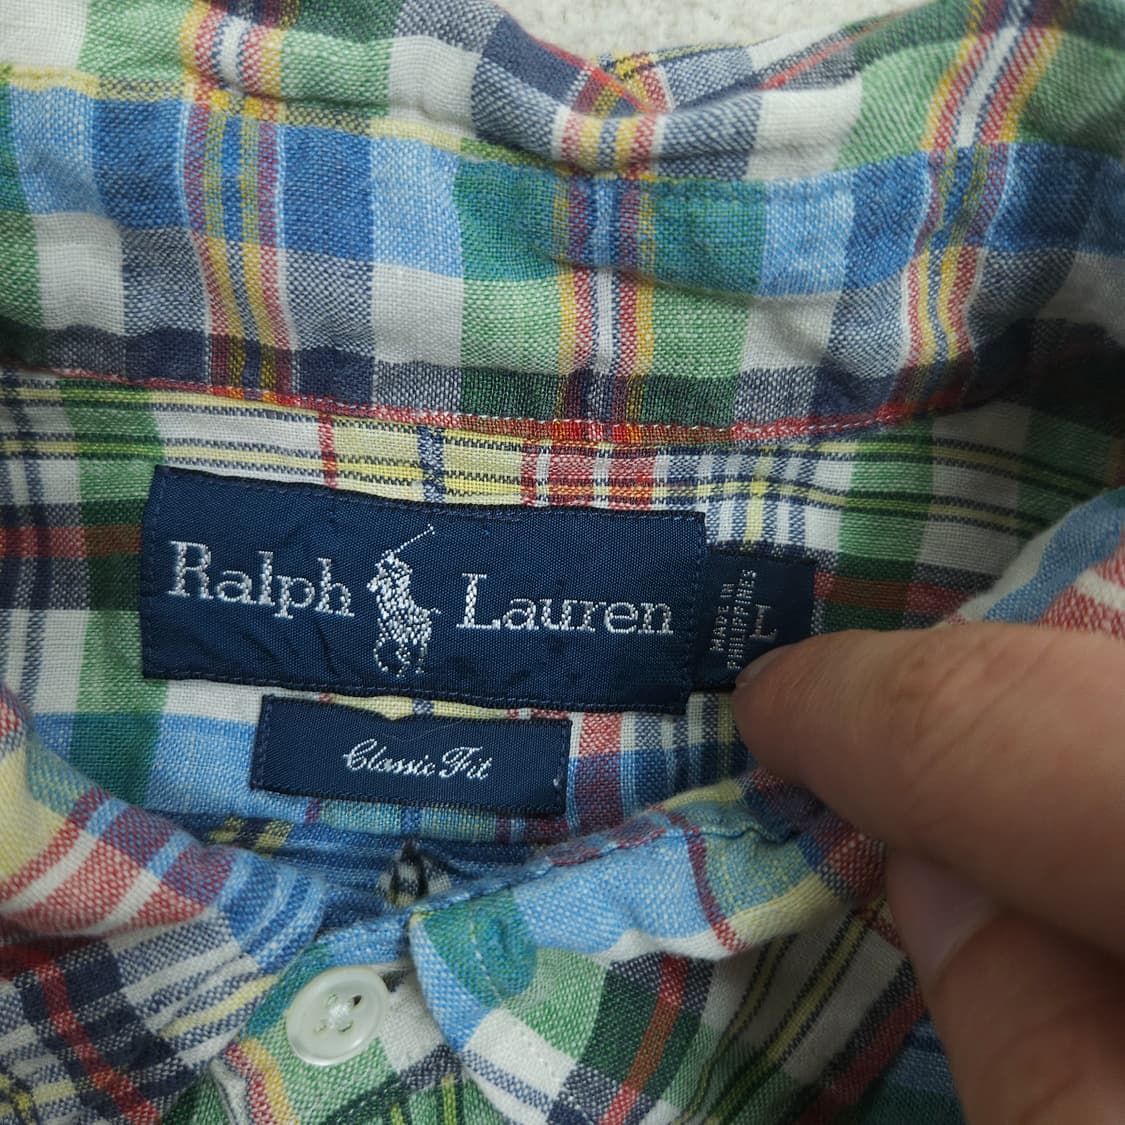 Ralph Lauren
MADE IN
PHILIPPINES
L
Classic Fit